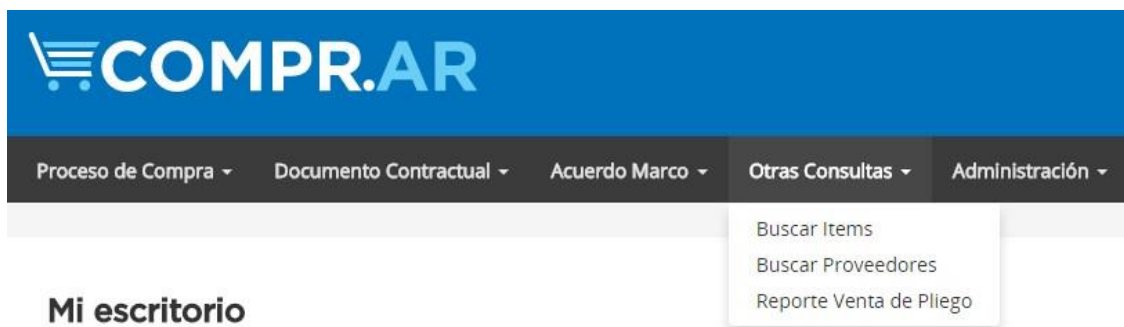 COMPR.AR
Proceso de Compra Documento Contractual Acuerdo Marco Otras Consultas Administración
Buscar Items
Buscar Proveedores
Reporte Venta de Pliego
Mi escritorio